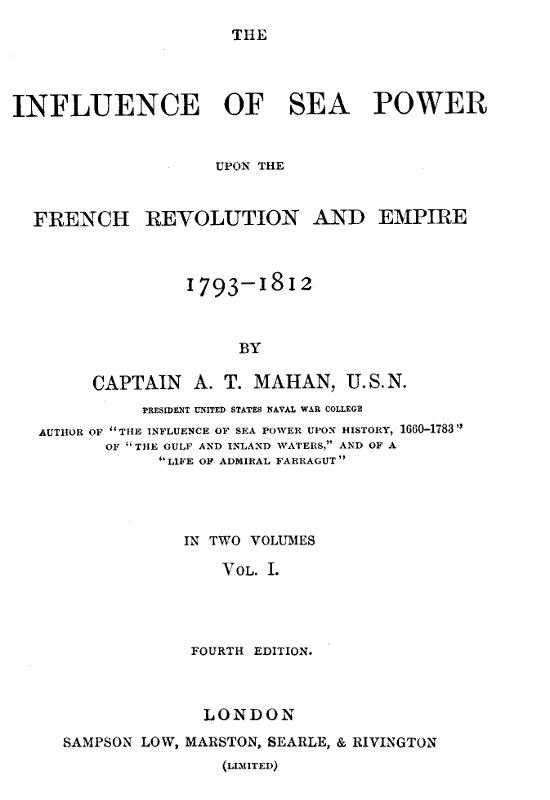 THE
INFLUENCE OF SEA POWER
UPON THE
FRENCH REVOLUTION AND EMPIRE
1793–1812
BY
CAPTAIN A. T. MAHAN, U.S.N.
PRESIDENT UNITED STATES NAVAL WAR COLLEGE
AUTHOR OF “THE INFLUENCE OF SEA POWER UPON HISTORY, 1660–1783”
OF “THE GULF AND INLAND WATERS,” AND OF A
“LIFE OF ADMIRAL FARRAGUT”
IN TWO VOLUMES
VOL. I.
FOURTH EDITION.
LONDON
SAMPSON LOW, MARSTON, SEARLE, & RIVINGTON
(LIMITED)